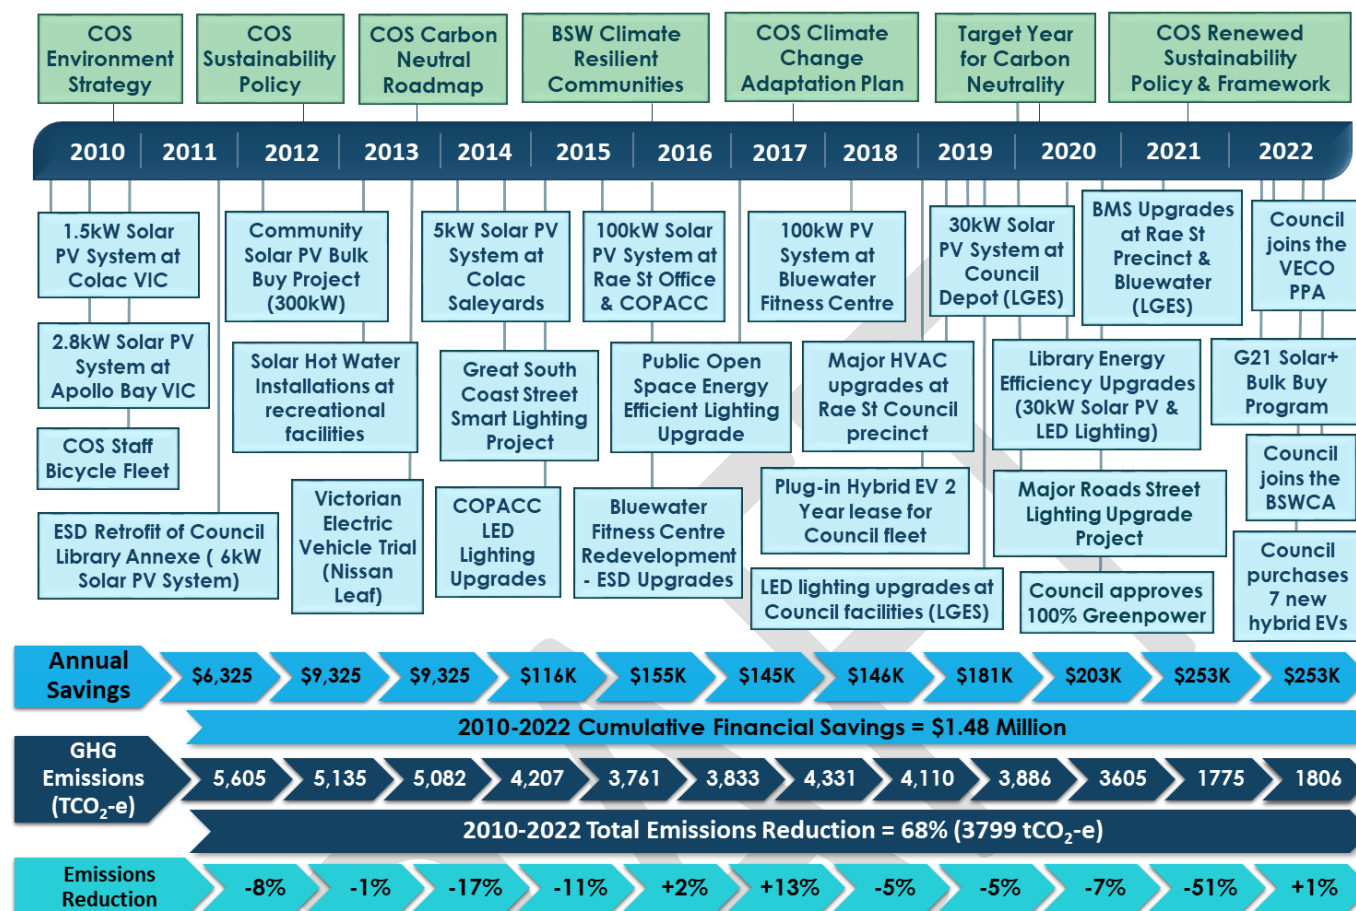 COS
Environment
Strategy
COS
Sustainability
Policy
COS Carbon
Neutral
Roadmap
BSW Climate
Resilient
Communities
COS Climate
Change
Adaptation Plan
Target Year
for Carbon
Neutrality
COS Renewed
Sustainability
Policy & Framework
2010
2011
2012
2013
2014
2015
2016
2017
2018
2019
2020
2021
2022
1.5kW Solar
PV System at
Colac VIC
2.8kW Solar PV
System at
Apollo Bay VIC
COS Staff
Bicycle Fleet
ESD Retrofit of Council
Library Annexe ( 6kW
Solar PV System)
Community
Solar PV Bulk
Buy Project
(300kW)
Solar Hot Water
Installations at
recreational
facilities
Victorian
Electric
Vehicle Trial
(Nissan
Leaf)
5kW Solar PV
System at
Colac
Saleyards
Great South
Coast Street
Smart Lighting
Project
COPACC
LED
Lighting
Upgrades
100kW Solar
PV System at
Rae St Office
& COPACC
Public Open
Space Energy
Efficient Lighting
Upgrade
Bluewater
Fitness Centre
Redevelopment
- ESD Upgrades
100kW PV
System at
Bluewater
Fitness Centre
Major HVAC
upgrades at
Rae St Council
precinct
Plug-in Hybrid EV 2
Year lease for
Council fleet
LED lighting upgrades at
Council facilities (LGES)
30kW Solar
PV System at
Council
Depot (LGES)
Library Energy
Efficiency Upgrades
(30kW Solar PV &
LED Lighting)
Major Roads Street
Lighting Upgrade
Project
Council approves
100% Greenpower
BMS Upgrades
at Rae St
Precinct &
Bluewater
(LGES)
Council
joins the
VECO
PPA
G21 Solar+
Bulk Buy
Program
Council
joins the
BSWCA
Council
purchases
7 new
hybrid EVs
Annual
Savings
$6,325
$9,325
$9,325
$116K
$155K
$145K
$146K
$181K
$203K
$253K
$253K
2010-2022 Cumulative Financial Savings = $1.48 Million
GHG
Emissions
(TCO₂-e)
5,605
5,135
5,082
4,207
3,761
3,833
4,331
4,110
3,886
3605
1775
1806
2010-2022 Total Emissions Reduction = 68% (3799 tCO₂-e)
Emissions
Reduction
-8%
-1%
-17%
-11%
+2%
+13%
-5%
-5%
-7%
-51%
+1%